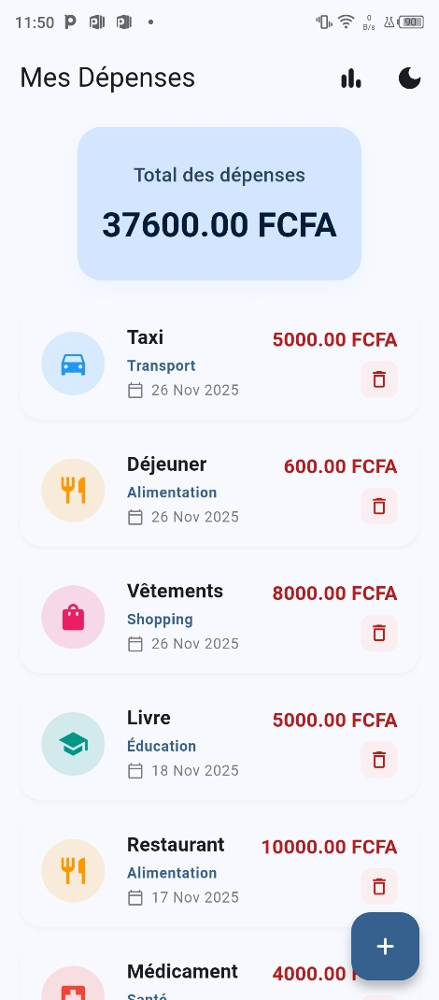 11:50
0
B/s
90
Mes Dépenses
Total des dépenses
37600.00 FCFA
Taxi
5000.00 FCFA
Transport
26 Nov 2025
Déjeuner
600.00 FCFA
Alimentation
26 Nov 2025
Vêtements
8000.00 FCFA
Shopping
26 Nov 2025
Livre
5000.00 FCFA
Éducation
18 Nov 2025
Restaurant
10000.00 FCFA
Alimentation
17 Nov 2025
Médicament
4000.00 F
Santé